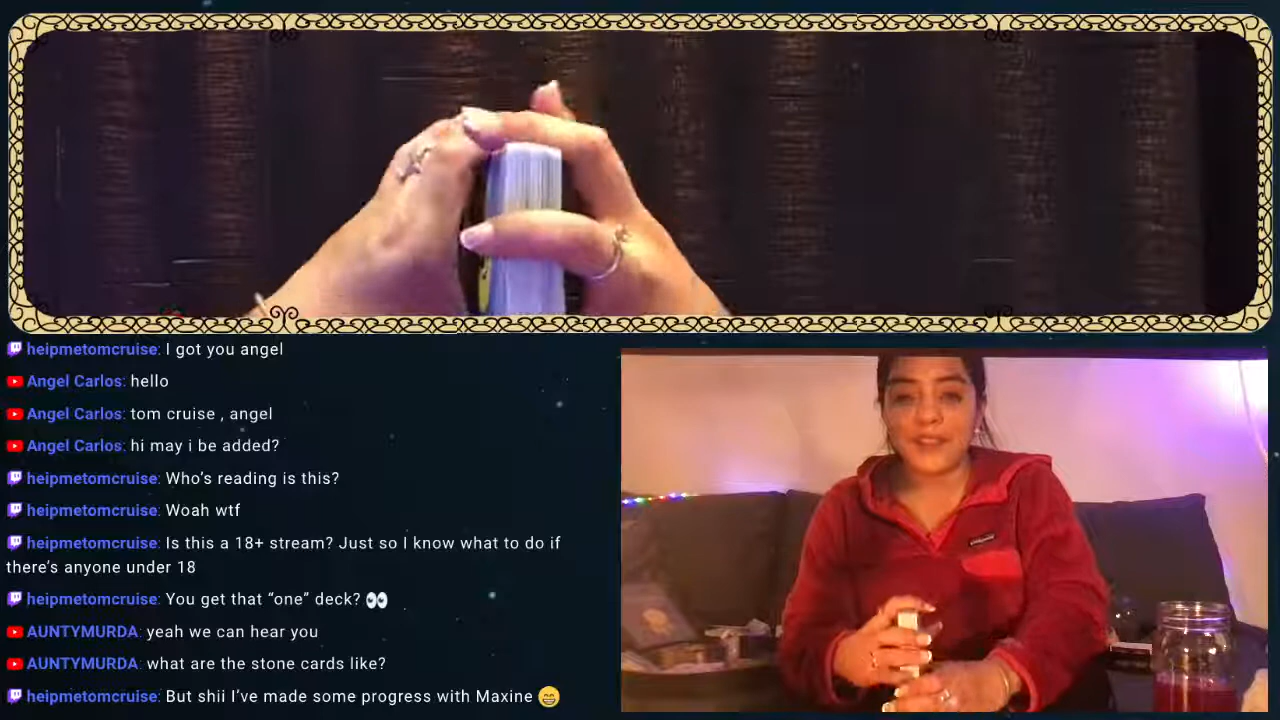 heipmetomcruise: I got you angel
Angel Carlos: hello
Angel Carlos: tom cruise , angel
Angel Carlos: hi may i be added?
heipmetomcruise: Who's reading is this?
heipmetomcruise: Woah wtf
heipmetomcruise: Is this a 18+ stream? Just so I know what to do if
there's anyone under 18
heipmetomcruise: You get that “one” deck? 👀
AUNTYMURDA: yeah we can hear you
AUNTYMURDA: what are the stone cards like?
heipmetomcruise: But shii I've made some progress with Maxine 😁